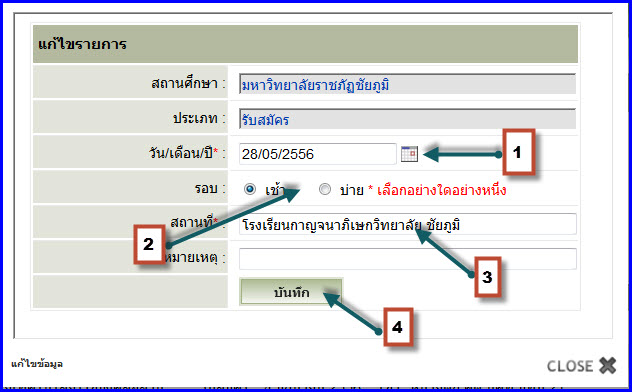 แก้ไขรายการ
สถานศึกษา : มหาวิทยาลัยราชภัฏชัยภูมิ
ประเภท : รับสมัคร
วัน/เดือน/ปี* : 28/05/2556 1
รอบ : เช้า บ่าย * เลือกอย่างใดอย่างหนึ่ง
สถานที่* : โรงเรียนกาญจนาภิเษกวิทยาลัย ชัยภูมิ
2
หมายเหตุ : 3
บันทึก 4
แก้ไขข้อมูล CLOSE